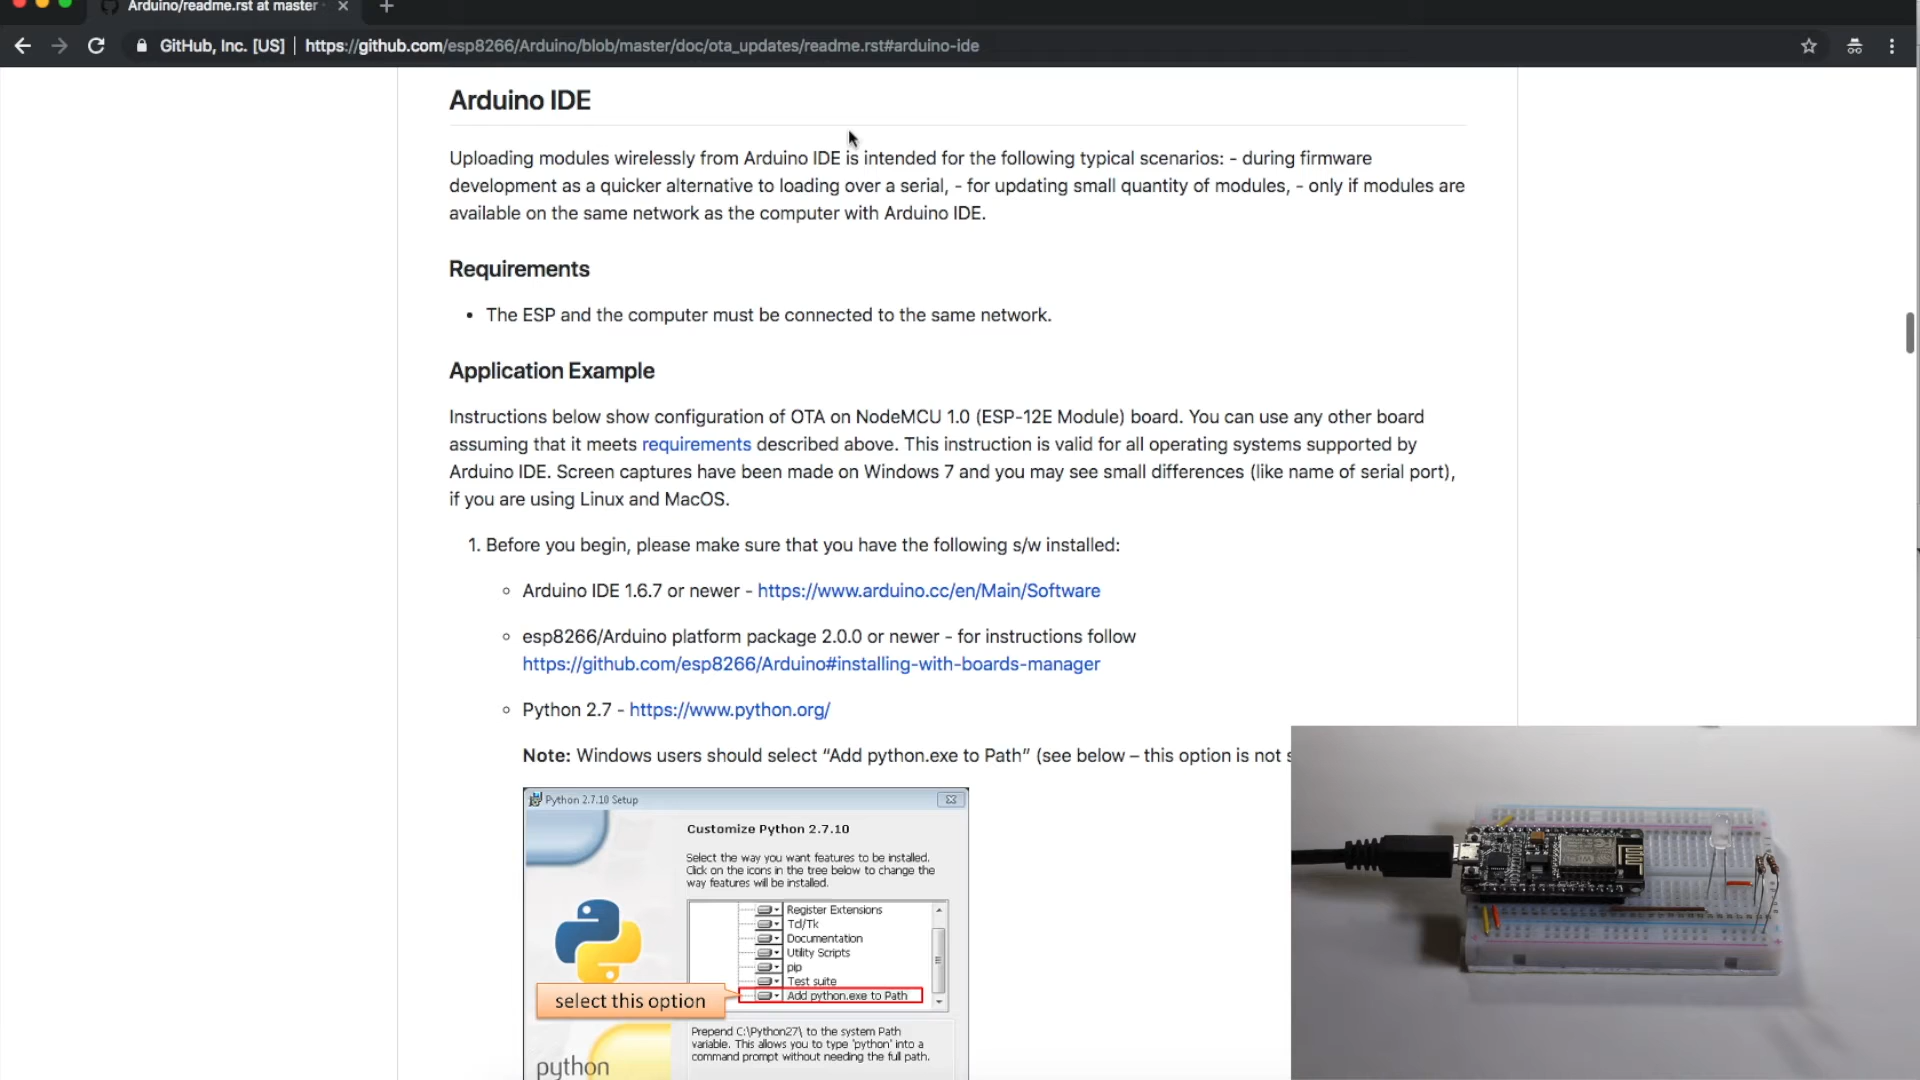 Arduino/readme.rst at master
GitHub, Inc. [US] | https://github.com/esp8266/Arduino/blob/master/doc/ota_updates/readme.rst#arduino-ide
Arduino IDE
Uploading modules wirelessly from Arduino IDE is intended for the following typical scenarios: - during firmware
development as a quicker alternative to loading over a serial, - for updating small quantity of modules, - only if modules are
available on the same network as the computer with Arduino IDE.
Requirements
• The ESP and the computer must be connected to the same network.
Application Example
Instructions below show configuration of OTA on NodeMCU 1.0 (ESP-12E Module) board. You can use any other board
assuming that it meets requirements described above. This instruction is valid for all operating systems supported by
Arduino IDE. Screen captures have been made on Windows 7 and you may see small differences (like name of serial port),
if you are using Linux and MacOS.
1. Before you begin, please make sure that you have the following s/w installed:
◦ Arduino IDE 1.6.7 or newer - https://www.arduino.cc/en/Main/Software
◦ esp8266/Arduino platform package 2.0.0 or newer - for instructions follow
https://github.com/esp8266/Arduino#installing-with-boards-manager
◦ Python 2.7 - https://www.python.org/
Note: Windows users should select “Add python.exe to Path” (see below – this option is not
Python 2.7.10 Setup
Customize Python 2.7.10
Select the way you want features to be installed.
Click on the icons in the tree below to change the
way features will be installed.
Register Extensions
Tcl/Tk
Documentation
Utility Scripts
pip
Test suite
Add python.exe to Path
select this option
Prepend C:\Python27\ to the system Path
variable. This allows you to type 'python' into a
command prompt without needing the full path.
python